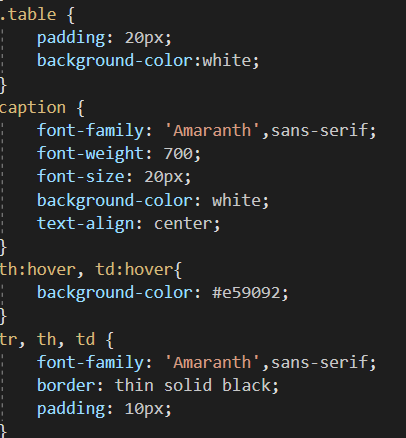 .table {
padding: 20px;
background-color:white;
}
caption {
font-family: 'Amaranth',sans-serif;
font-weight: 700;
font-size: 20px;
background-color: white;
text-align: center;
}
th:hover, td:hover{
background-color: #e59092;
}
tr, th, td {
font-family: 'Amaranth',sans-serif;
border: thin solid black;
padding: 10px;
}